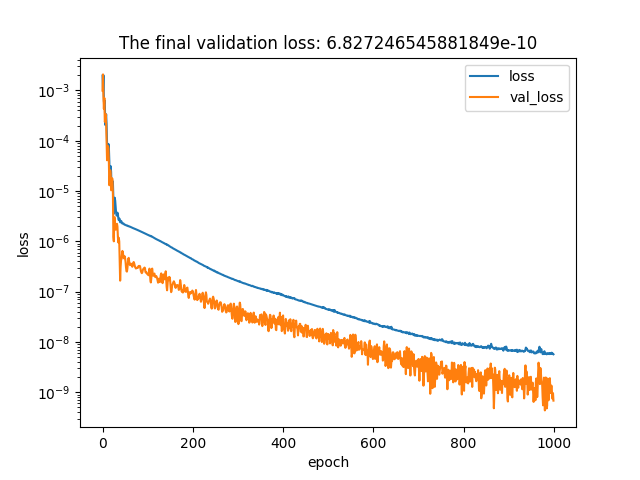 The final validation loss: 6.827246545881849e-10
loss
val_loss
10⁻³
10⁻⁴
10⁻⁵
10⁻⁶
10⁻⁷
10⁻⁸
10⁻⁹
loss
0 200 400 600 800 1000
epoch